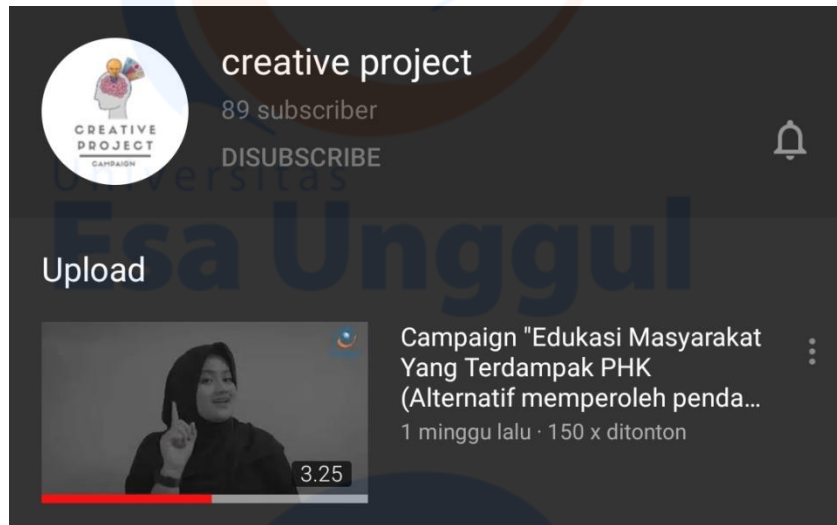 creative project
89 subscriber
DISUBSCRIBE
CREATIVE
PROJECT
CAMPAIGN
Universitas
Esa Unggul
Upload
Campaign "Edukasi Masyarakat
Yang Terdampak PHK
(Alternatif memperoleh penda...
1 minggu lalu · 150 x ditonton
3.25